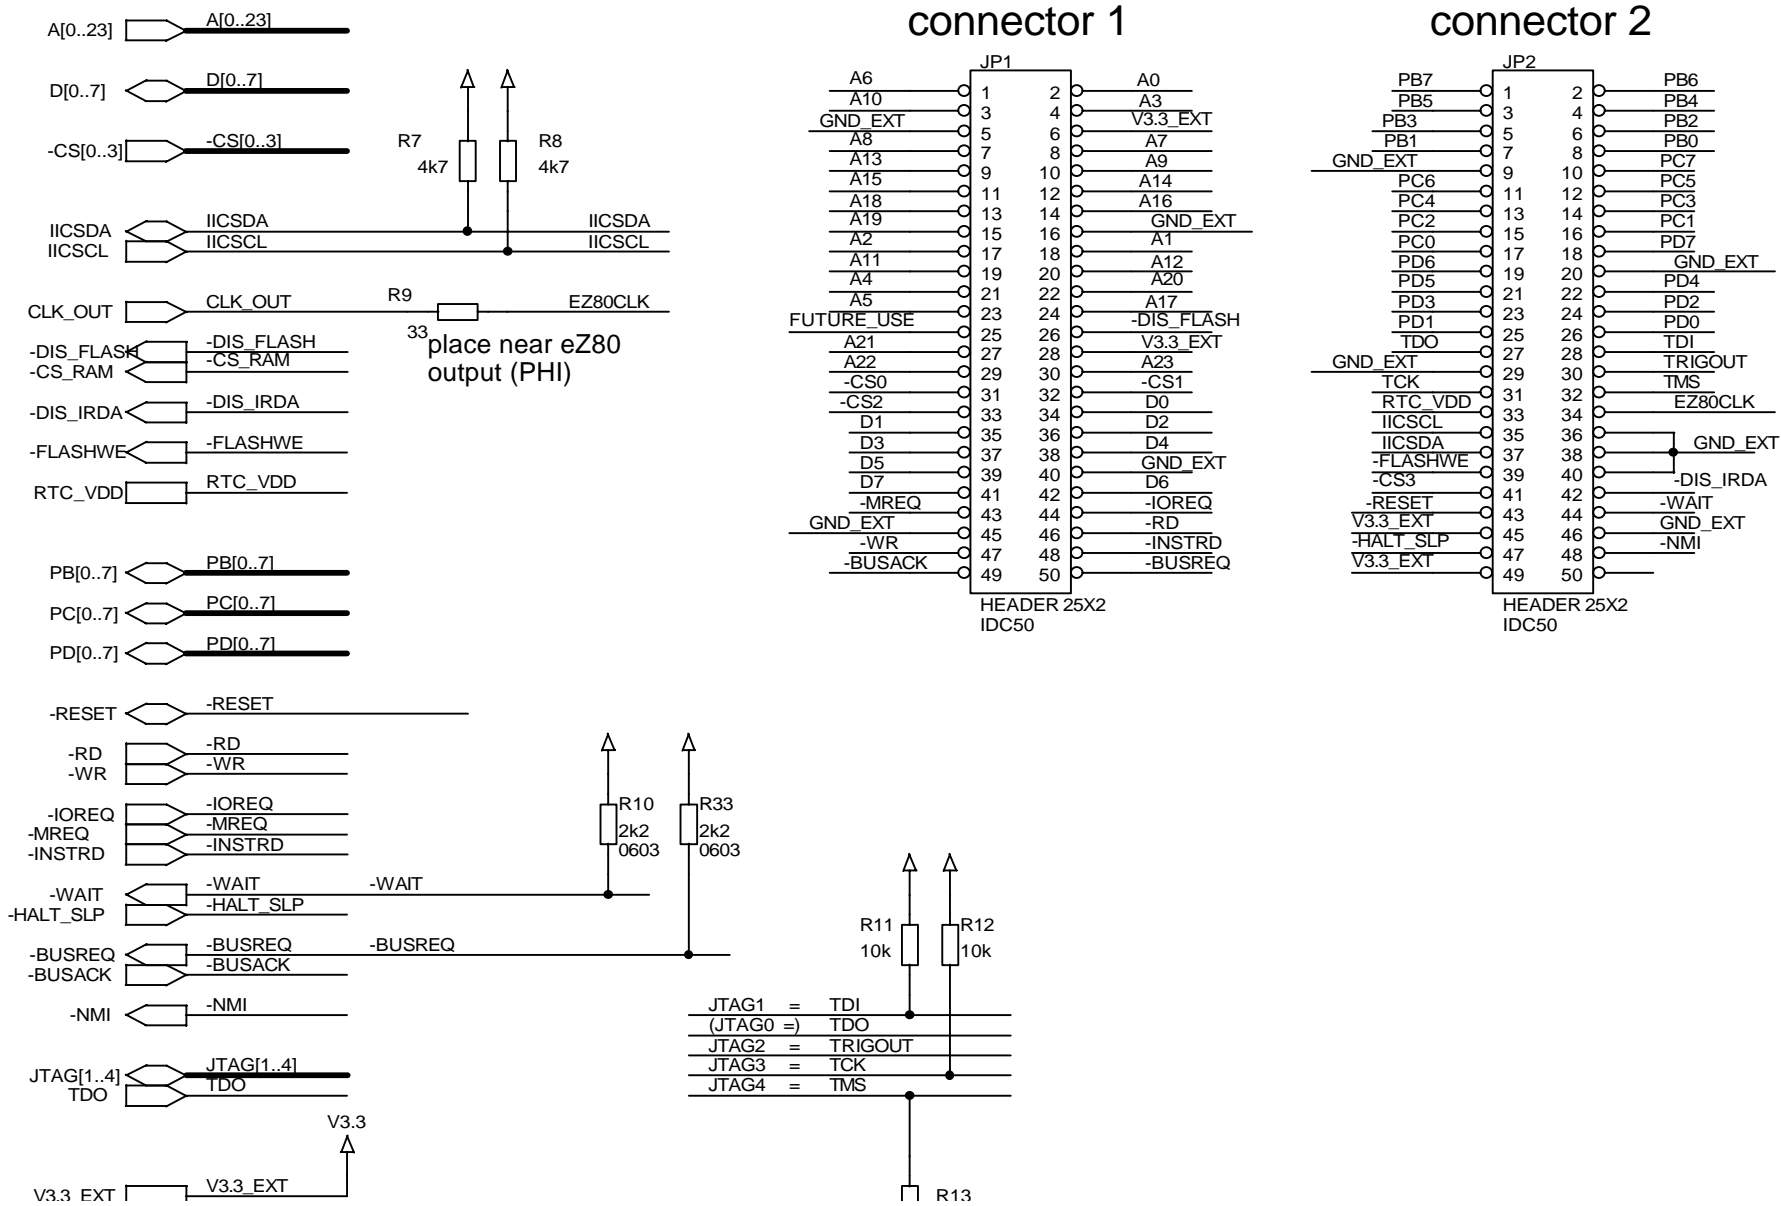 connector 1
connector 2
A[0..23] A[0..23]
D[0..7] D[0..7]
-CS[0..3] -CS[0..3]
R7
4k7
R8
4k7
IICSDA IICSDA IICSDA
IICSCL IICSCL IICSCL
CLK_OUT CLK_OUT R9 EZ80CLK
33
place near eZ80
output (PHI)
-DIS_FLASH -DIS_FLASH
-CS_RAM -CS_RAM
-DIS_IRDA -DIS_IRDA
-FLASHWE -FLASHWE
RTC_VDD RTC_VDD
PB[0..7] PB[0..7]
PC[0..7] PC[0..7]
PD[0..7] PD[0..7]
-RESET -RESET
-RD -RD
-WR -WR
-IOREQ -IOREQ
-MREQ -MREQ
-INSTRD -INSTRD
R10
2k2
0603
R33
2k2
0603
-WAIT -WAIT -WAIT
-HALT_SLP -HALT_SLP
-BUSREQ -BUSREQ -BUSREQ
-BUSACK -BUSACK
-NMI -NMI
JTAG[1..4] JTAG[1..4]
TDO TDO
V3.3
V3.3_EXT V3.3_EXT
R11
10k
R12
10k
JTAG1 = TDI
(JTAG0 =) TDO
JTAG2 = TRIGOUT
JTAG3 = TCK
JTAG4 = TMS
R13
JP1
A6 1 2 A0
A10 3 4 A3
GND_EXT 5 6 V3.3_EXT
A8 7 8 A7
A13 9 10 A9
A15 11 12 A14
A18 13 14 A16
A19 15 16 GND_EXT
A2 17 18 A1
A11 19 20 A12
A4 21 22 A20
A5 23 24 A17
FUTURE_USE 25 26 -DIS_FLASH
A21 27 28 V3.3_EXT
A22 29 30 A23
-CS0 31 32 -CS1
-CS2 33 34 D0
D1 35 36 D2
D3 37 38 D4
D5 39 40 GND_EXT
D7 41 42 D6
-MREQ 43 44 -IOREQ
GND_EXT 45 46 -RD
-WR 47 48 -INSTRD
-BUSACK 49 50 -BUSREQ
HEADER 25X2
IDC50
JP2
PB7 1 2 PB6
PB5 3 4 PB4
PB3 5 6 PB2
PB1 7 8 PB0
GND_EXT 9 10 PC7
PC6 11 12 PC5
PC4 13 14 PC3
PC2 15 16 PC1
PC0 17 18 PD7
PD6 19 20 GND_EXT
PD5 21 22 PD4
PD3 23 24 PD2
PD1 25 26 PD0
TDO 27 28 TDI
GND_EXT 29 30 TRIGOUT
TCK 31 32 TMS
RTC_VDD 33 34 EZ80CLK
IICSCL 35 36
IICSDA 37 38 GND_EXT
-FLASHWE 39 40
-CS3 41 42 -DIS_IRDA
-RESET 43 44 -WAIT
V3.3_EXT 45 46 GND_EXT
-HALT_SLP 47 48 -NMI
V3.3_EXT 49 50
HEADER 25X2
IDC50